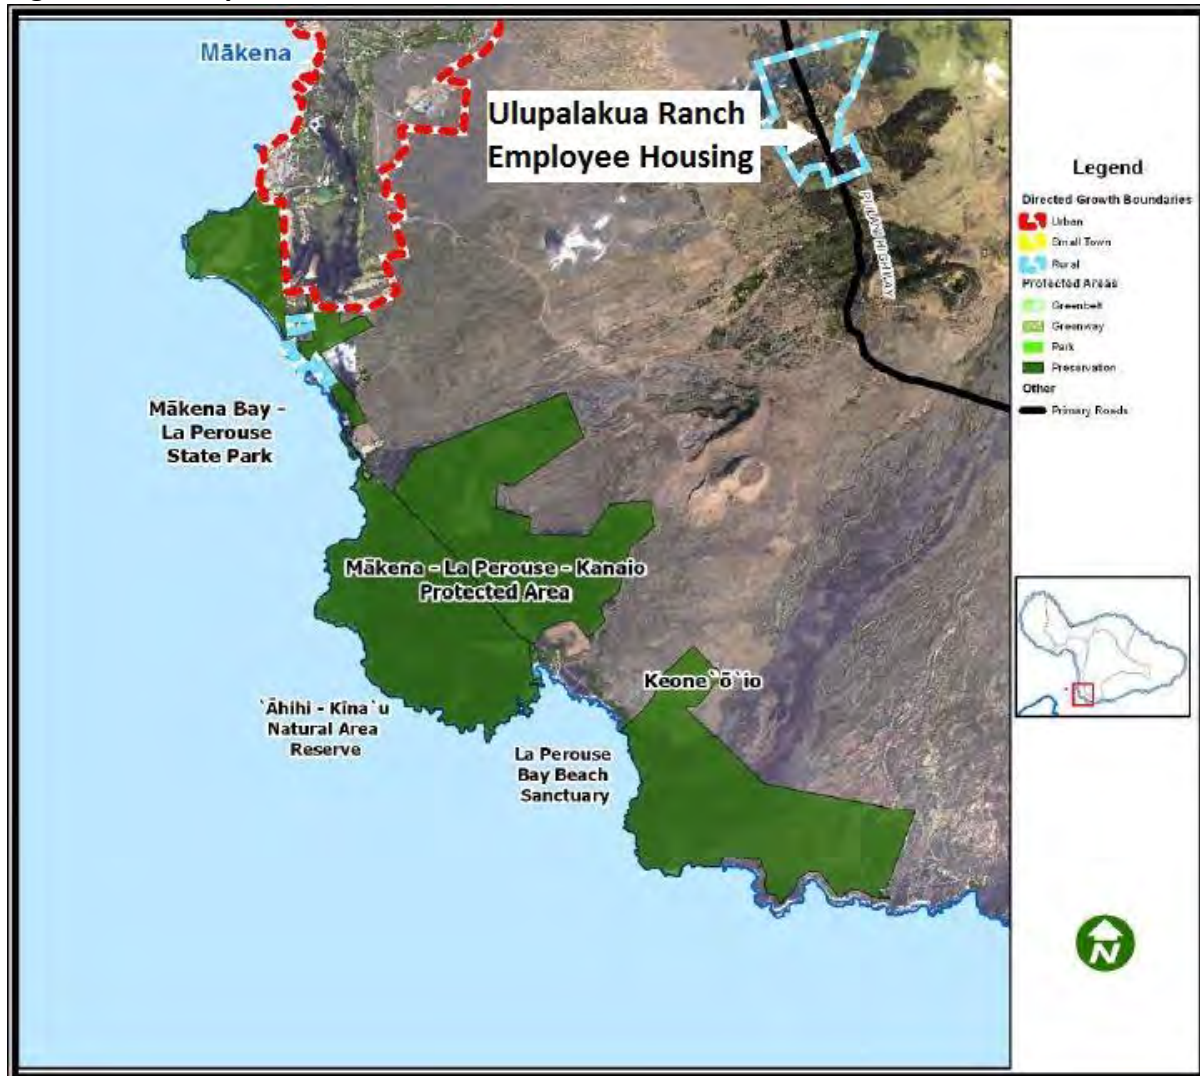 Mākena
Ulupalakua Ranch
Employee Housing
PIILANI HIGHWAY
Mākena Bay -
La Perouse
State Park
Mākena - La Perouse - Kanaio
Protected Area
Keone`ō`io
`Āhihi - Kīna`u
Natural Area
Reserve
La Perouse
Bay Beach
Sanctuary
Legend
Directed Growth Boundaries
Urban
Small Town
Rural
Protected Areas
Greenbelt
Greenway
Park
Preservation
Other
Primary Roads
N